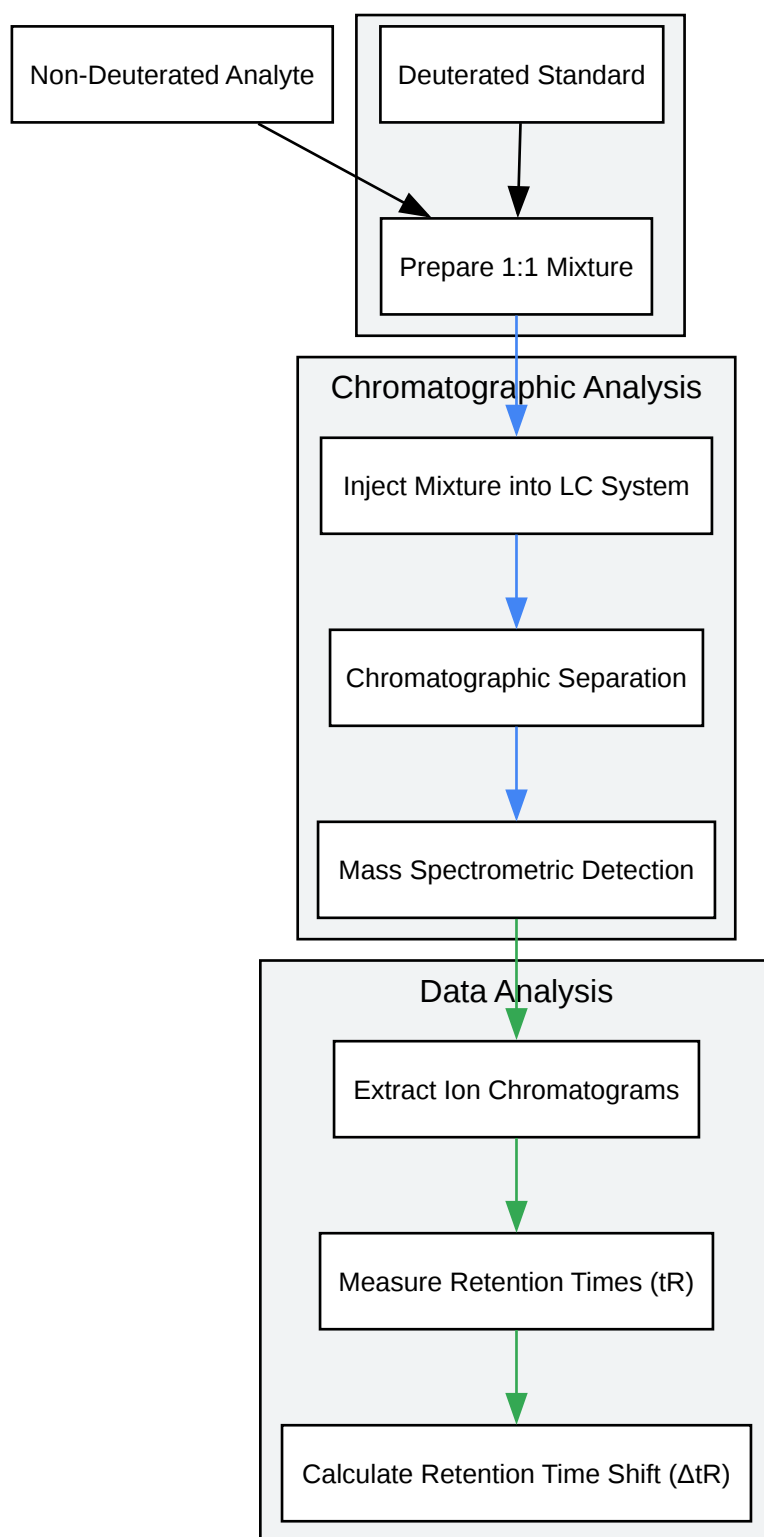 Non-Deuterated Analyte
Deuterated Standard
Prepare 1:1 Mixture
Chromatographic Analysis
Inject Mixture into LC System
Chromatographic Separation
Mass Spectrometric Detection
Data Analysis
Extract Ion Chromatograms
Measure Retention Times (tR)
Calculate Retention Time Shift (ΔtR)